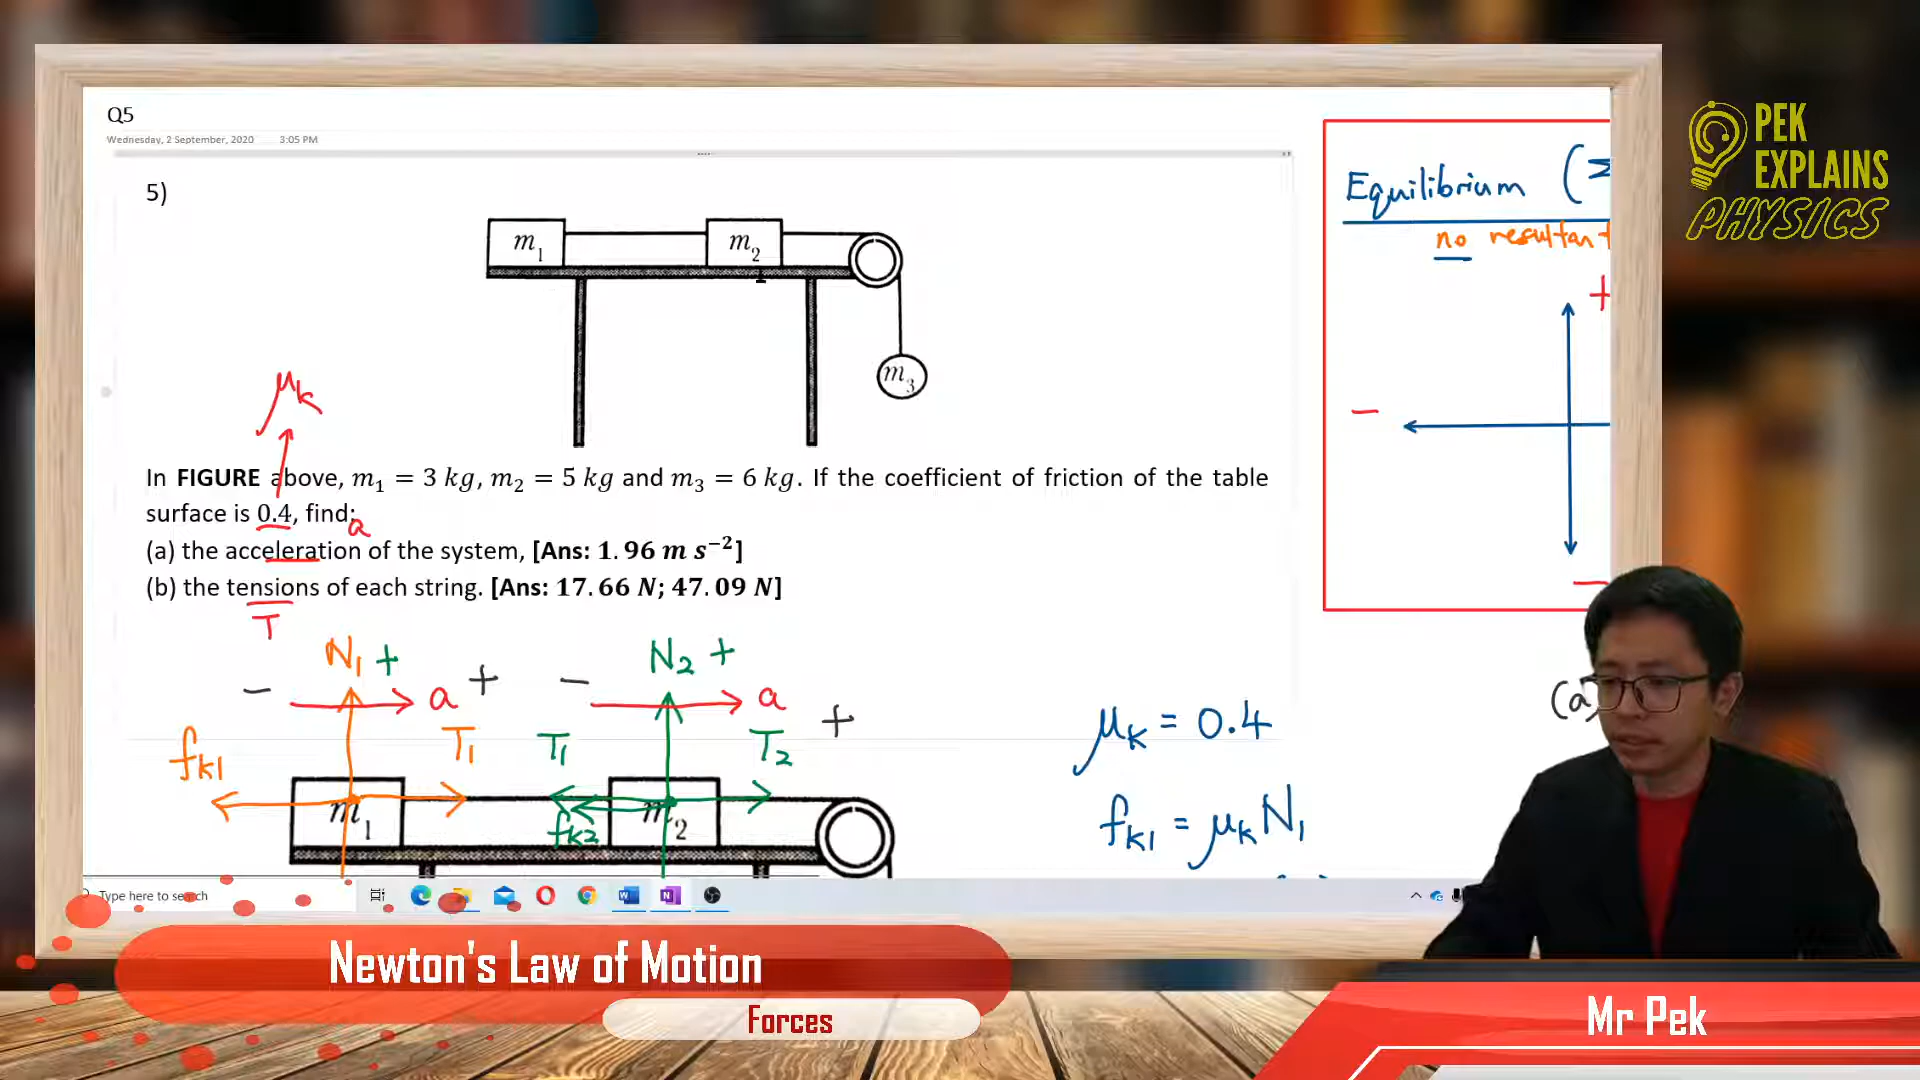 Q5
Wednesday, 2 September, 2020 3:05 PM
5)
m1
m2
m3
μk
In FIGURE above, m1 = 3 kg, m2 = 5 kg and m3 = 6 kg. If the coefficient of friction of the table
surface is 0.4, find;
a
(a) the acceleration of the system, [Ans: 1.96 m s−2]
(b) the tensions of each string. [Ans: 17.66 N; 47.09 N]
T
N1 +
N2 +
− a +
− a
fk1
T1
T1
T2 +
m1
fk2
m2
μk = 0.4
fk1 = μk N1
Equilibrium (Σ
no resultant
+
−
−
(a)
PEK
EXPLAINS
PHYSICS
Type here to search
Newton's Law of Motion
Forces
Mr Pek